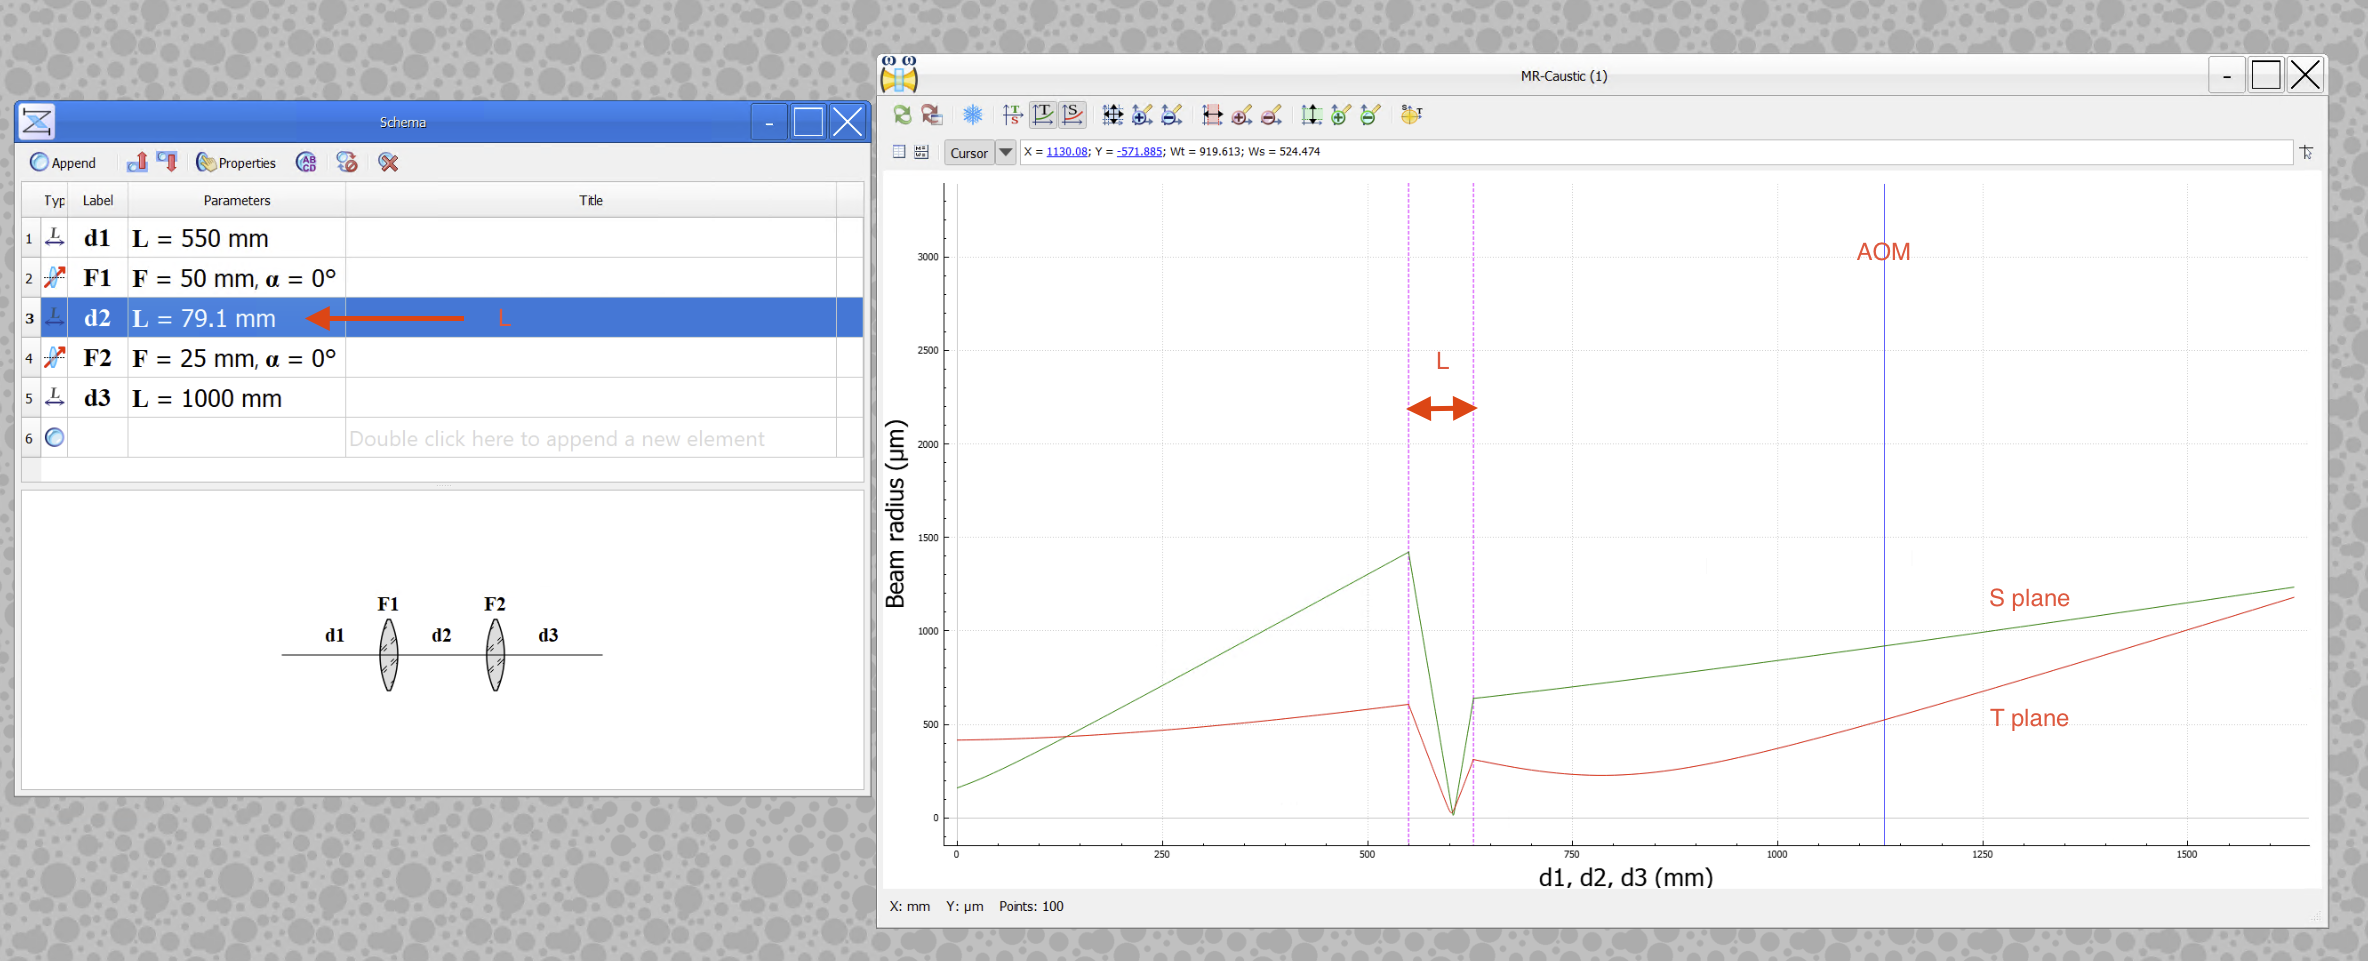 Schema
Append
Properties
Typ Label Parameters Title
1 L d1 L = 550 mm
2 F1 F = 50 mm, α = 0°
3 L d2 L = 79.1 mm L
4 F2 F = 25 mm, α = 0°
5 L d3 L = 1000 mm
6 Double click here to append a new element
F1 F2
d1 d2 d3
MR-Caustic (1)
Cursor X = 1130.08; Y = -571.885; Wt = 919.613; Ws = 524.474
AOM
L
S plane
T plane
Beam radius (μm)
3000
2500
2000
1500
1000
500
0
0 250 500 750 1000 1250 1500
d1, d2, d3 (mm)
X: mm Y: μm Points: 100